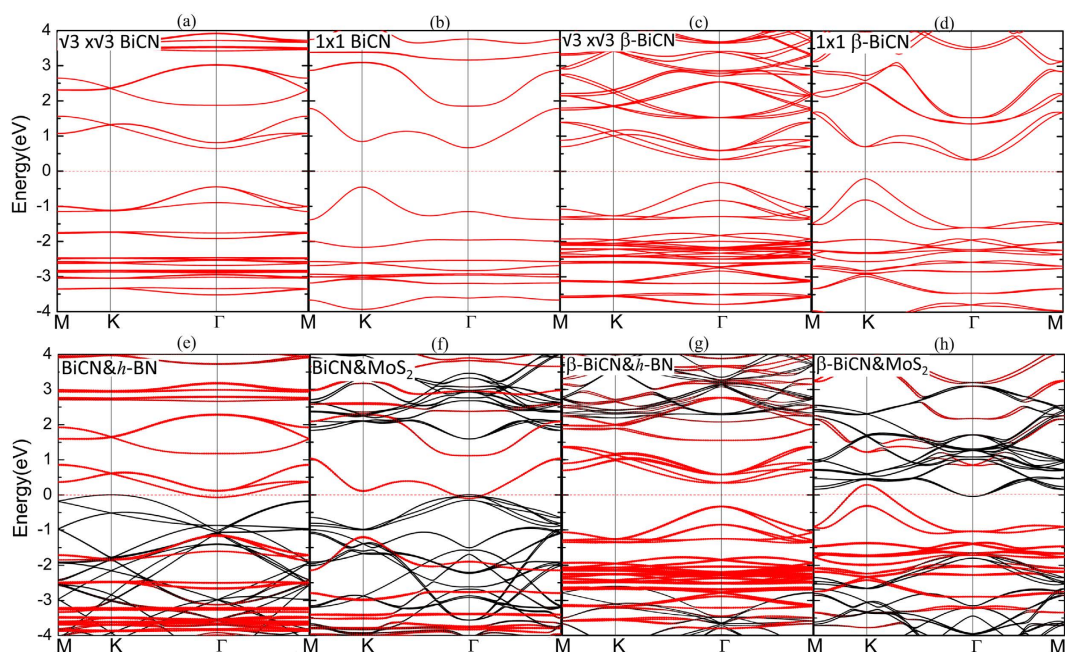 (a) (b) (c) (d)
√3 x√3 BiCN 1x1 BiCN √3 x√3 β-BiCN 1x1 β-BiCN
4
3
2
1
0
-1
-2
-3
-4
Energy(eV)
M K Γ M K Γ M K Γ M K Γ M
(e) (f) (g) (h)
BiCN&h-BN BiCN&MoS₂ β-BiCN&h-BN β-BiCN&MoS₂
4
3
2
1
0
-1
-2
-3
-4
Energy(eV)
M K Γ M K Γ M K Γ M K Γ M